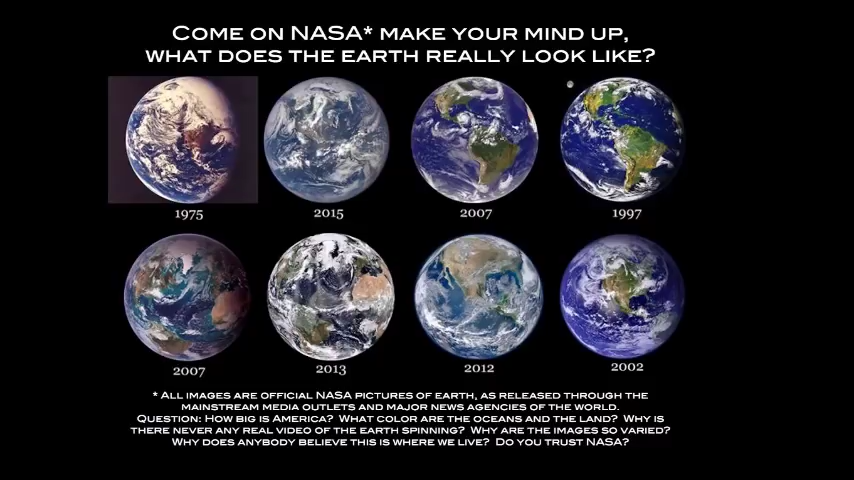 Come on NASA* make your mind up,
what does the earth really look like?
1975
2015
2007
1997
2007
2013
2012
2002
* All images are official NASA pictures of earth, as released through the
mainstream media outlets and major news agencies of the world.
Question: How big is America? What color are the oceans and the land? Why is
there never any real video of the earth spinning? Why are the images so varied?
Why does anybody believe this is where we live? Do you trust NASA?